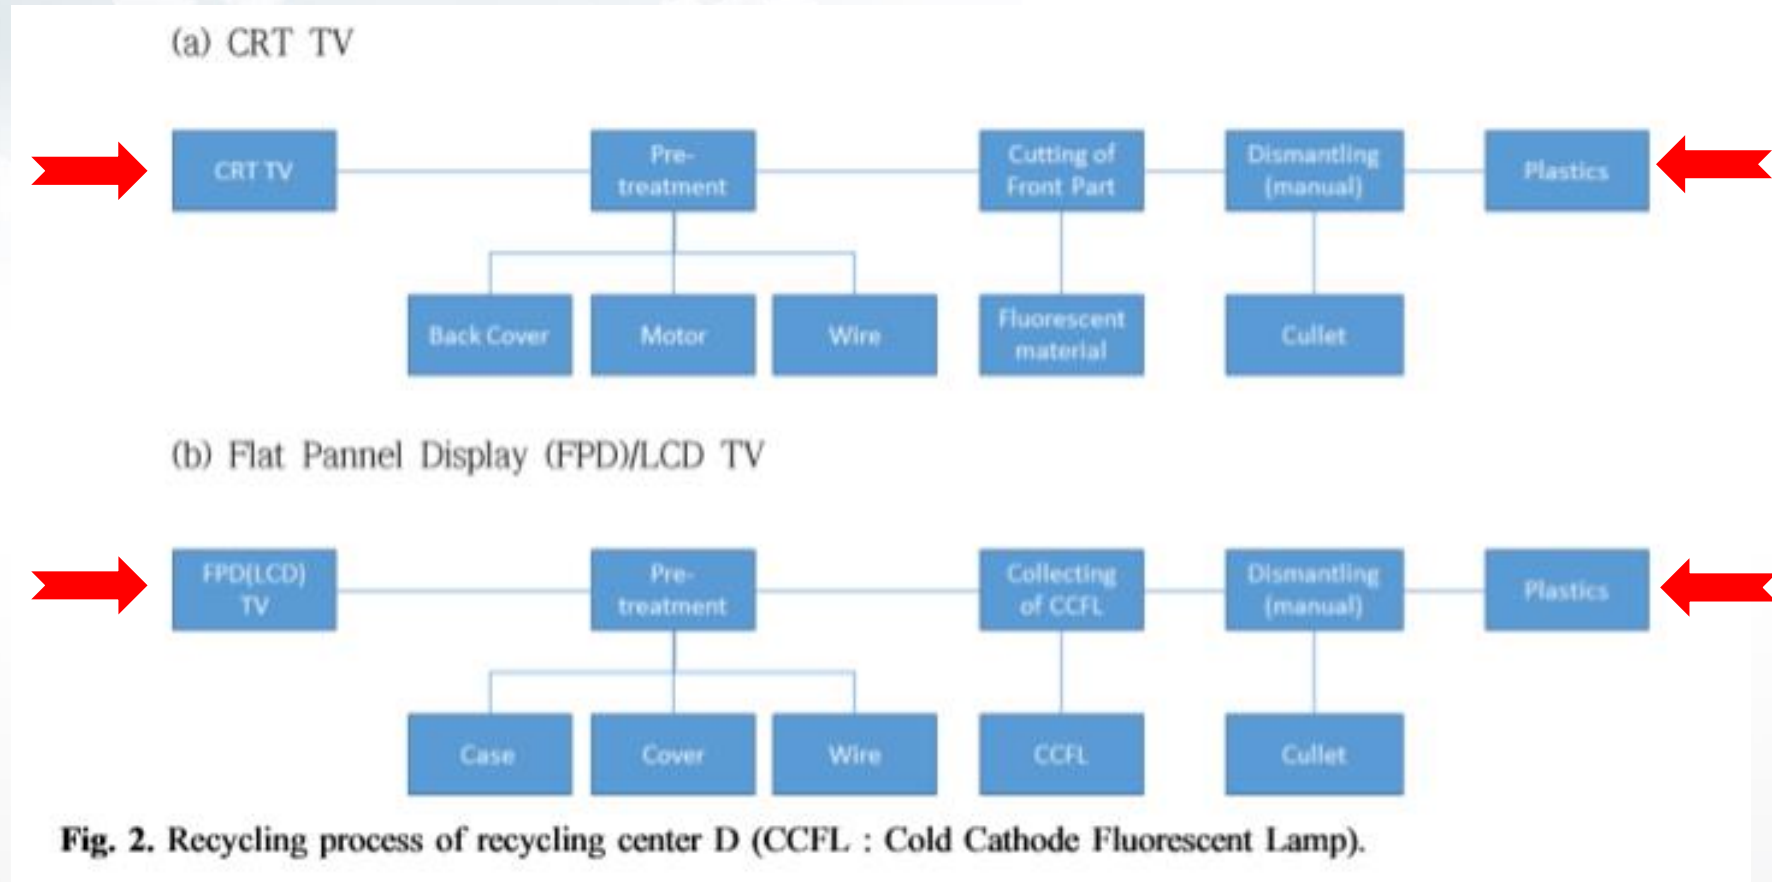 (a) CRT TV
CRT TV
Pre-
treatment
Cutting of
Front Part
Dismantling
(manual)
Plastics
Back Cover
Motor
Wire
Fluorescent
material
Cullet
(b) Flat Pannel Display (FPD)/LCD TV
FPD(LCD)
TV
Pre-
treatment
Collecting
of CCFL
Dismantling
(manual)
Plastics
Case
Cover
Wire
CCFL
Cullet
Fig. 2. Recycling process of recycling center D (CCFL : Cold Cathode Fluorescent Lamp).